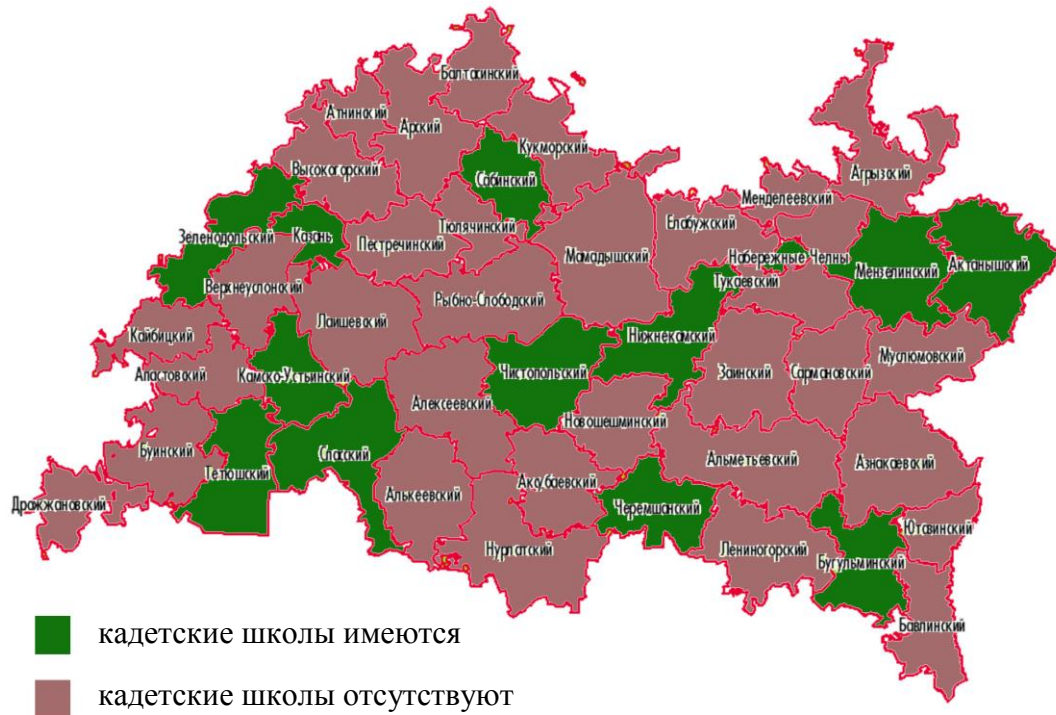 Балтасинский
Атнинский
Арский
Кукморский
Высокогорский
Сабинский
Агрызский
Менделеевский
Тюлячинский
Елабужский
Зеленодольский
Казань
Пестречинский
Мамадышский
Набережные Челны
Мензелинский
Актанышский
Тукаевский
Верхнеуслонский
Рыбно-Слободский
Лаишевский
Кайбицкий
Нижнекамский
Муслюмовский
Апастовский
Камско-Устьинский
Чистопольский
Заинский
Сармановский
Алексеевский
Новошешминский
Буинский
Спасский
Альметьевский
Азнакаевский
Тетюшский
Аксубаевский
Алькеевский
Дрожжановский
Черемшанский
Ютазинский
Нурлатский
Лениногорский
Бугульминский
Бавлинский
кадетские школы имеются
кадетские школы отсутствуют